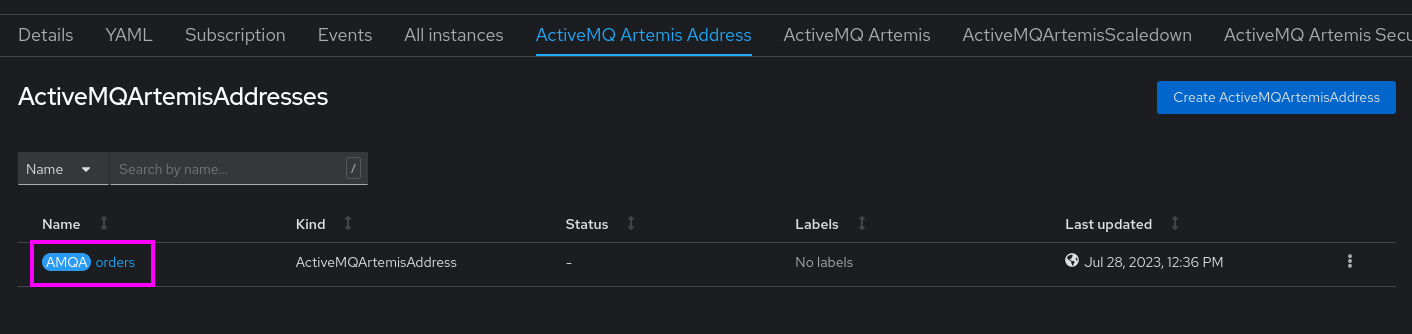 Details YAML Subscription Events All instances ActiveMQ Artemis Address ActiveMQ Artemis ActiveMQArtemisScaledown ActiveMQ Artemis Secu
ActiveMQArtemisAddresses
Create ActiveMQArtemisAddress
Name Search by name... /
Name Kind Status Labels Last updated
AMQA orders ActiveMQArtemisAddress - No labels Jul 28, 2023, 12:36 PM